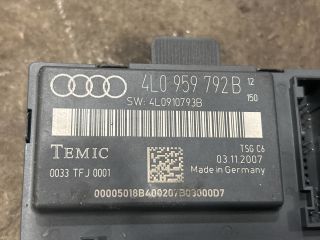 4L0 959 792B 12
150
SW: 4L0910793B
TEMIC
TSG C6
03.11.2007
0033 TFJ 0001
Made in Germany
00005018B400207B03000D7